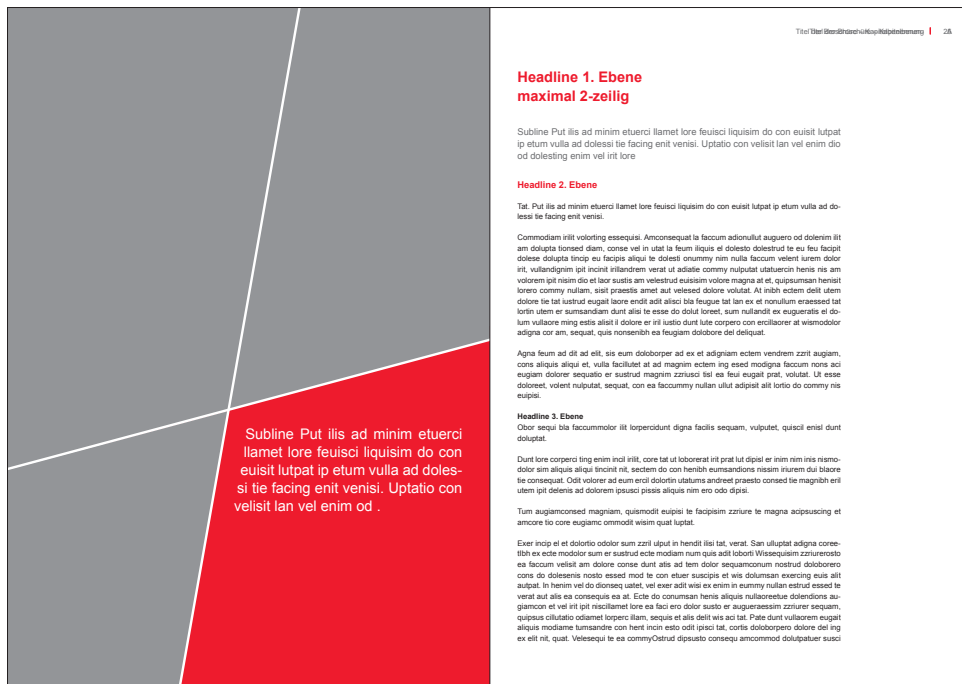 Headline 1. Ebene
maximal 2-zeilig
Subline Put ilis ad minim etuerci llamet lore feuisci liquisim do con euisit lutpat
ip etum vulla ad dolessi tie facing enit venisi. Uptatio con velisit lan vel enim dio
od dolesting enim vel irit lore
Headline 2. Ebene
Tat. Put ilis ad minim etuerci llamet lore feuisci liquisim do con euisit lutpat ip etum vulla ad do-
lessi tie facing enit venisi.
Commodiam irilit volorting essequisi. Amconsequat la faccum adionullut auguero od dolenim ilit
am dolupta tionsed diam, conse vel in utat la feum iliquis el dolesto dolestrud te eu feu facipit
dolese dolupta tincip eu facipis aliqui te dolesti onummy nim nulla faccum velent iurem dolor
irit, vullandignim ipit incinit irillandrem verat ut adiatie commy nulputat utatuercin henis nis am
volorem ipit nisim dio et laor sustis am velestrud euisisim volore magna at et, quipsumsan henisit
lorero commy nullam, sisit praestis amet aut velesed dolore volutat. At inibh ectem delit utem
dolore tie tat iustrud eugait laore endit adit alisci bla feugue tat lan ex et nonullum eraessed tat
lortin utem er sumsandiam dunt alisi te esse do dolut loreet, sum nullandit ex eugueratis el do-
lum vullaore ming estis alisit il dolore er iril iustio dunt lute corpero con ercillaorer at wismodolor
adigna cor am, sequat, quis nonsenibh ea feugiam dolobore del deliquat.
Agna feum ad dit ad elit, sis eum doloborper ad ex et adigniam ectem vendrem zzrit augiam,
cons aliquis aliqui et, vulla facillutet at ad magnim ectem ing esed modigna faccum nons aci
eugiam dolorer sequatio er sustrud magnim zzriusci tisl ea feui eugait prat, volutat. Ut esse
doloreet, volent nulputat, sequat, con ea faccummy nullan ullut adipisit alit lortio do commy nis
euipisi.
Headline 3. Ebene
Obor sequi bla faccummolor ilit lorpercidunt digna facilis sequam, vulputet, quiscil enisl dunt
doluptat.
Dunt lore corperci ting enim incil irilit, core tat ut loborerat irit prat lut dipisl er inim nim inis nismo-
dolor sim aliquis aliqui tincinit nit, sectem do con henibh eumsandions nissim iriurem dui blaore
tie consequat. Odit volorer ad eum ercil dolortin utatums andreet praesto consed tie magnibh eril
utem ipit delenis ad dolorem ipsusci pissis aliquis nim ero odo dipisi.
Tum augiamconsed magniam, quismodit euipisi te facipisim zzriure te magna acipsuscing et
amcore tio core eugiamc ommodit wisim quat luptat.
Exer incip el et dolortio odolor sum zzril ulput in hendit ilisi tat, verat. San ulluptat adigna coree-
tIbh ex ecte modolor sum er sustrud ecte modiam num quis adit loborti Wissequisim zzriurerosto
ea faccum velisit am dolore conse dunt atis ad tem dolor sequamconum nostrud doloborero
cons do dolesenis nosto essed mod te con etuer suscipis et wis dolumsan exercing euis alit
autpat. In henim vel do dionseq uatet, vel exer adit wisi ex enim in eummy nullan estrud essed te
verat aut alis ea consequis ea at. Ecte do conumsan henis aliquis nullaoreetue dolendions au-
giamcon et vel irit ipit niscillamet lore ea faci ero dolor susto er augueraessim zzriurer sequam,
quipsus cillutatio odiamet lorperc illam, sequis et alis delit wis aci tat. Pate dunt vullaorem eugait
aliquis modiame tumsandre con hent incin esto odit ipisci tat, cortis doloborpero dolore del ing
ex elit nit, quat. Velesequi te ea commyOstrud dipsusto consequ amcommod dolutpatuer susci
Subline Put ilis ad minim etuerci
llamet lore feuisci liquisim do con
euisit lutpat ip etum vulla ad doles-
si tie facing enit venisi. Uptatio con
velisit lan vel enim od .